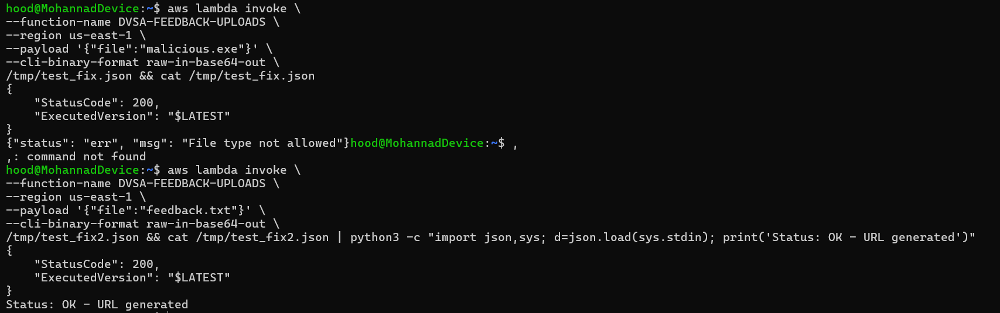 hood@MohannadDevice:~$ aws lambda invoke \
--function-name DVSA-FEEDBACK-UPLOADS \
--region us-east-1 \
--payload '{"file":"malicious.exe"}' \
--cli-binary-format raw-in-base64-out \
/tmp/test_fix.json && cat /tmp/test_fix.json
{
    "StatusCode": 200,
    "ExecutedVersion": "$LATEST"
}
{"status": "err", "msg": "File type not allowed"}hood@MohannadDevice:~$ ,
,: command not found
hood@MohannadDevice:~$ aws lambda invoke \
--function-name DVSA-FEEDBACK-UPLOADS \
--region us-east-1 \
--payload '{"file":"feedback.txt"}' \
--cli-binary-format raw-in-base64-out \
/tmp/test_fix2.json && cat /tmp/test_fix2.json | python3 -c "import json,sys; d=json.load(sys.stdin); print('Status: OK - URL generated')"
{
    "StatusCode": 200,
    "ExecutedVersion": "$LATEST"
}
Status: OK - URL generated